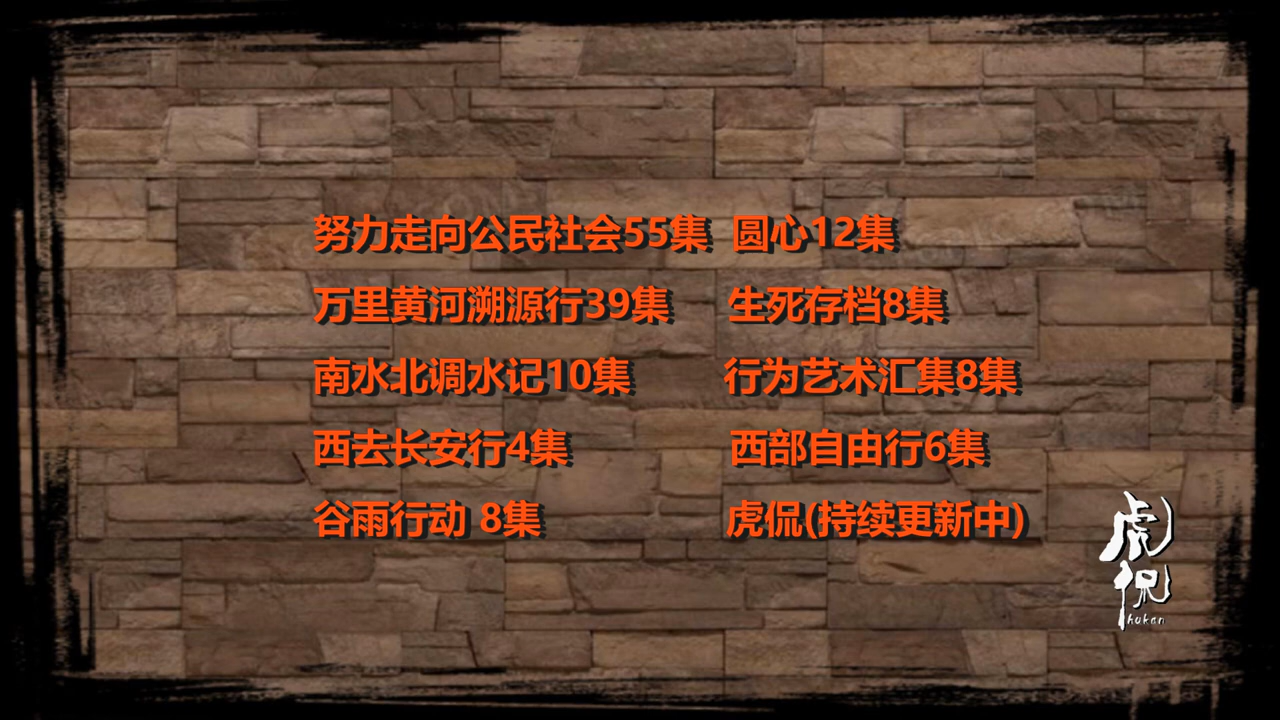 努力走向公民社会55集 圆心12集
万里黄河溯源行39集 生死存档8集
南水北调水记10集 行为艺术汇集8集
西去长安行4集 西部自由行6集
谷雨行动 8集 虎侃(持续更新中)
虎侃
hukan